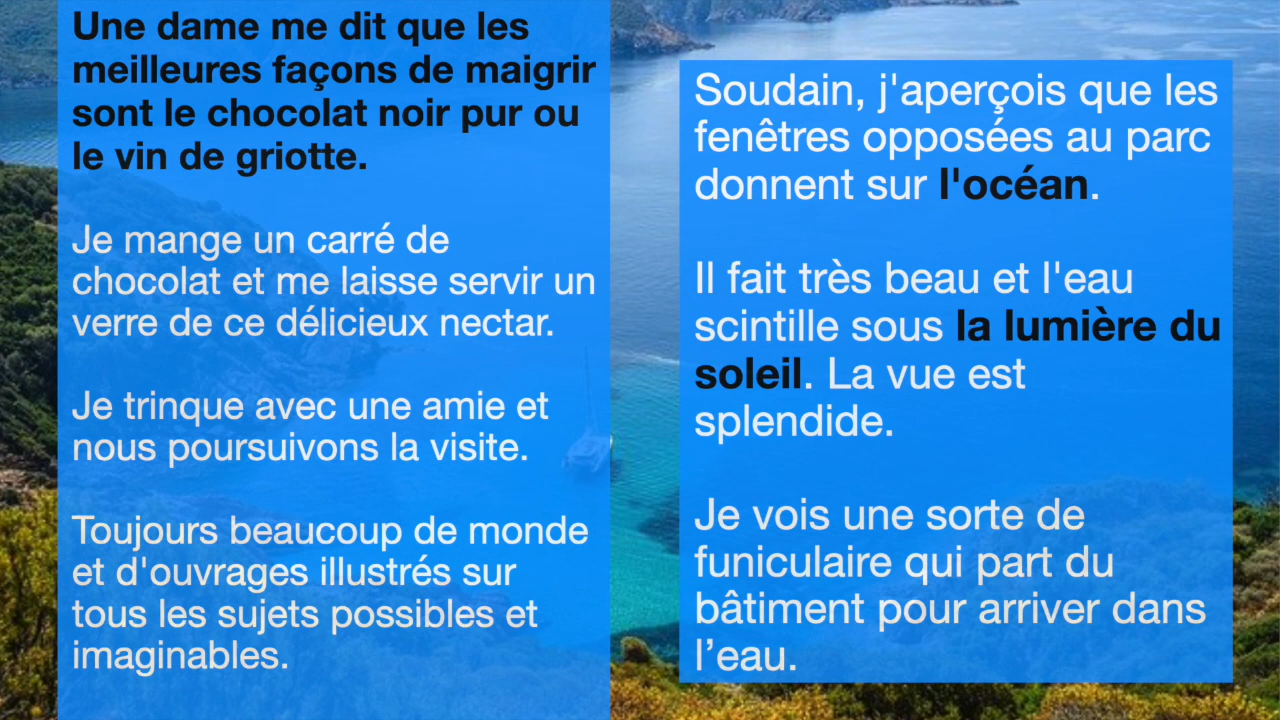 Une dame me dit que les
meilleures façons de maigrir
sont le chocolat noir pur ou
le vin de griotte.
Je mange un carré de
chocolat et me laisse servir un
verre de ce délicieux nectar.
Je trinque avec une amie et
nous poursuivons la visite.
Toujours beaucoup de monde
et d'ouvrages illustrés sur
tous les sujets possibles et
imaginables.
Soudain, j'aperçois que les
fenêtres opposées au parc
donnent sur l'océan.
Il fait très beau et l'eau
scintille sous la lumière du
soleil. La vue est
splendide.
Je vois une sorte de
funiculaire qui part du
bâtiment pour arriver dans
l’eau.